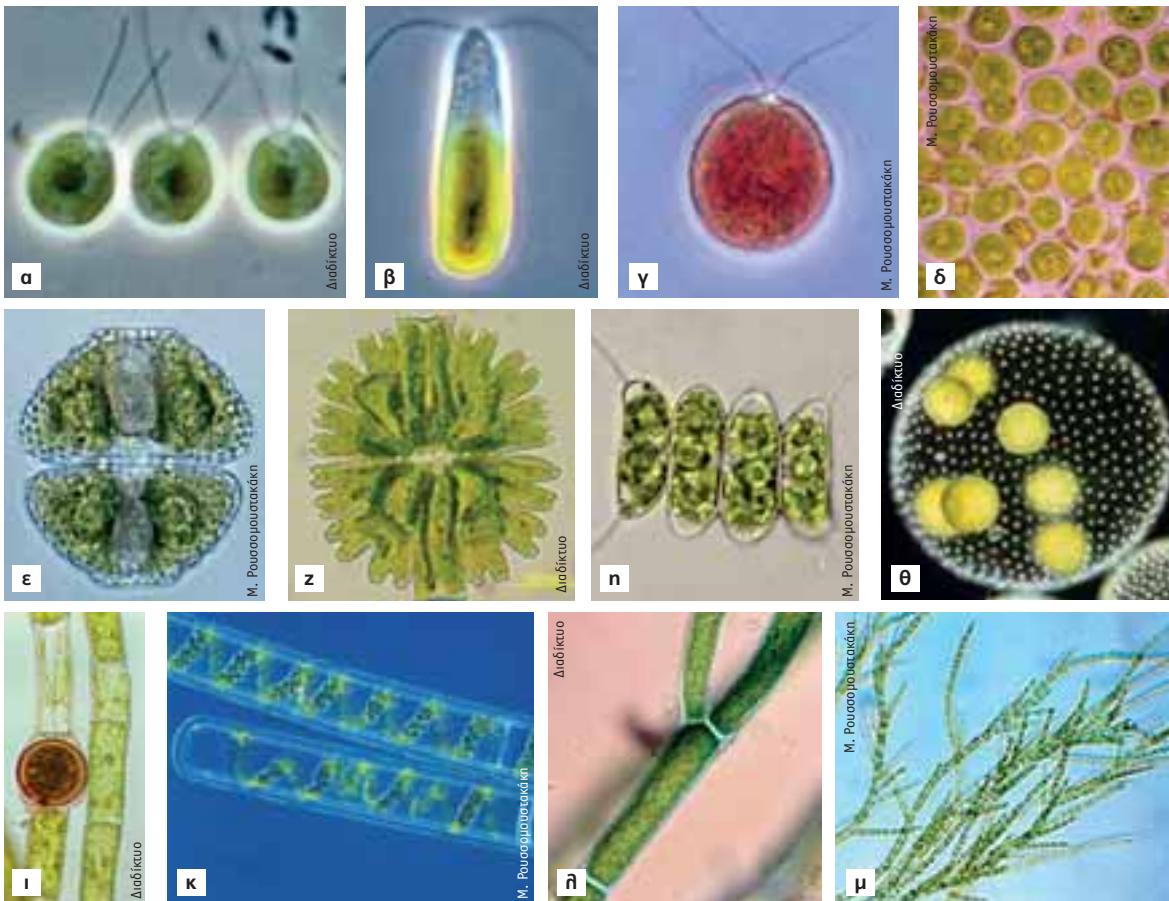 α
Διαδίκτυο
β
Διαδίκτυο
γ
Μ. Ρουσσομουστακάκη
δ
Μ. Ρουσσομουστακάκη
ε
Μ. Ρουσσομουστακάκη
z
Διαδίκτυο
η
Μ. Ρουσσομουστακάκη
θ
Διαδίκτυο
ι
Διαδίκτυο
κ
Μ. Ρουσσομουστακάκη
λ
Διαδίκτυο
μ
Μ. Ρουσσομουστακάκη